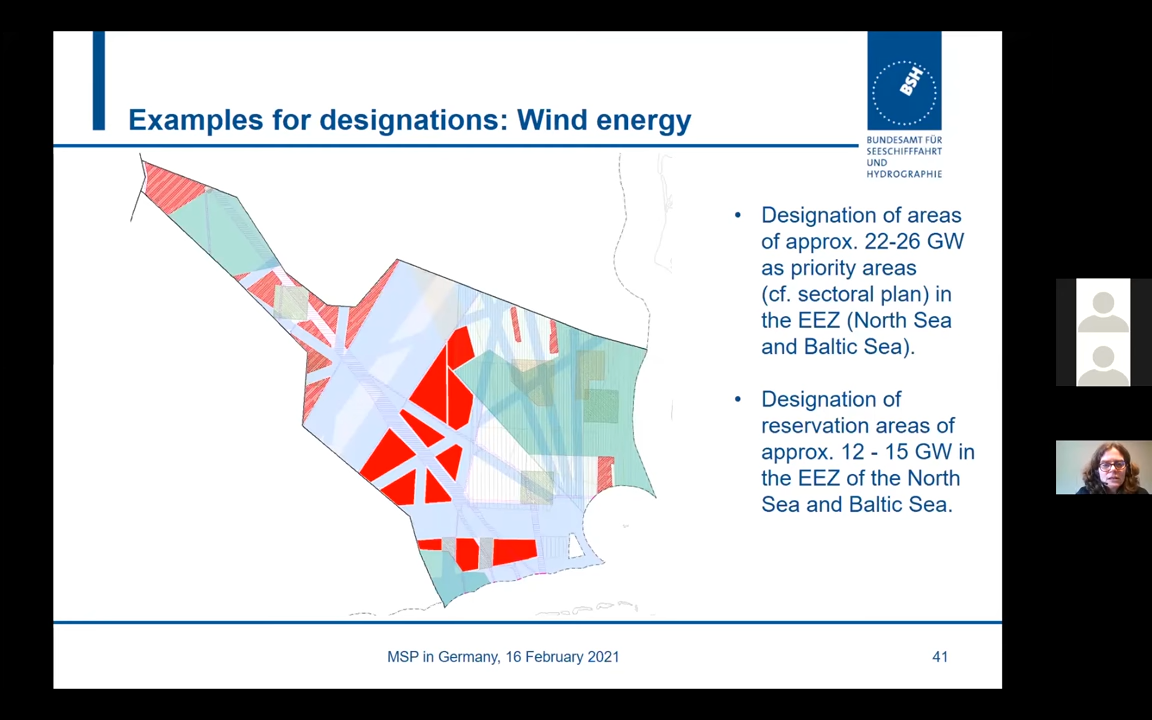 Examples for designations: Wind energy
BSH
BUNDESAMT FÜR
SEESCHIFFFAHRT
UND
HYDROGRAPHIE
• Designation of areas
of approx. 22-26 GW
as priority areas
(cf. sectoral plan) in
the EEZ (North Sea
and Baltic Sea).
• Designation of
reservation areas of
approx. 12 - 15 GW in
the EEZ of the North
Sea and Baltic Sea.
MSP in Germany, 16 February 2021
41